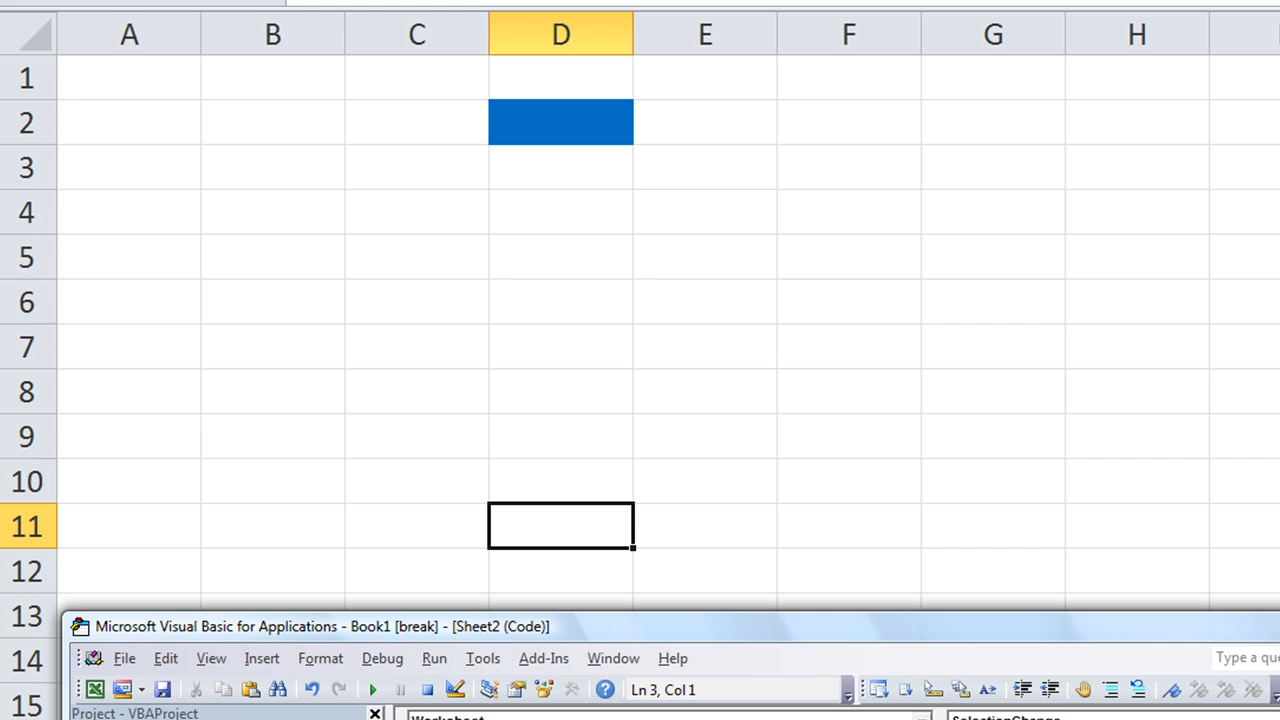 A B C D E F G H
1
2
3
4
5
6
7
8
9
10
11
12
13
Microsoft Visual Basic for Applications - Book1 [break] - [Sheet2 (Code)]
14
File Edit View Insert Format Debug Run Tools Add-Ins Window Help Type a que
Ln 3, Col 1
15
Project - VBAProject
Worksheet SelectionChange